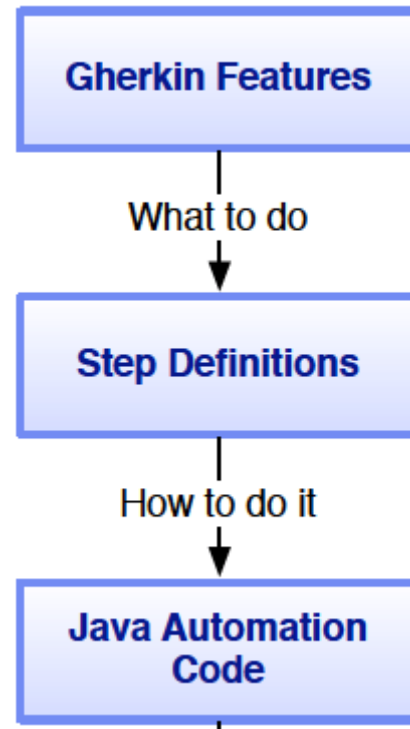 Gherkin Features
What to do
Step Definitions
How to do it
Java Automation
Code